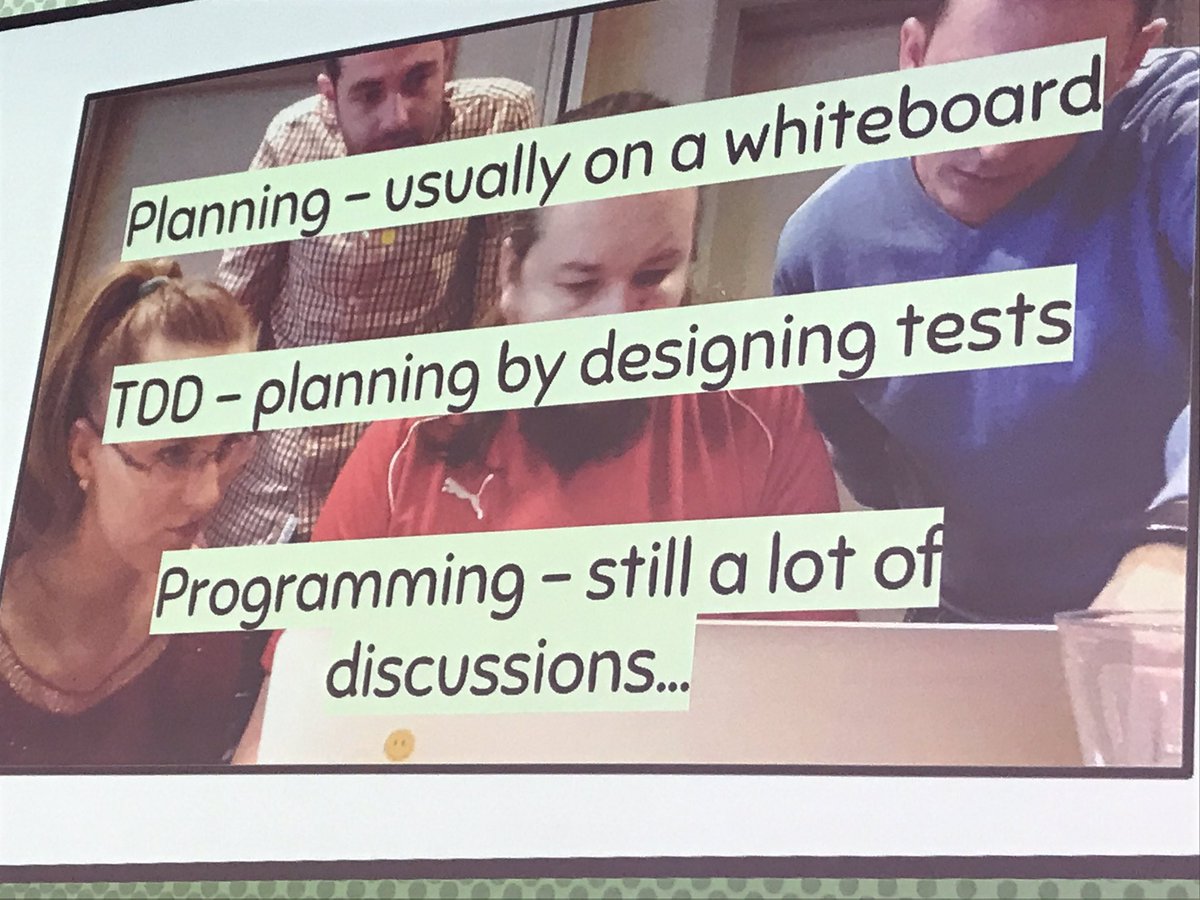 Planning – usually on a whiteboard
TDD – planning by designing tests
Programming – still a lot of
discussions...